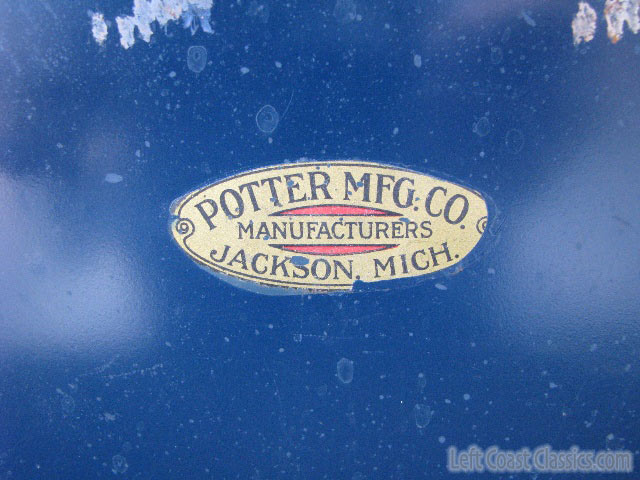 POTTER MFG. CO.
MANUFACTURERS
JACKSON, MICH.
Left Coast Classics.com